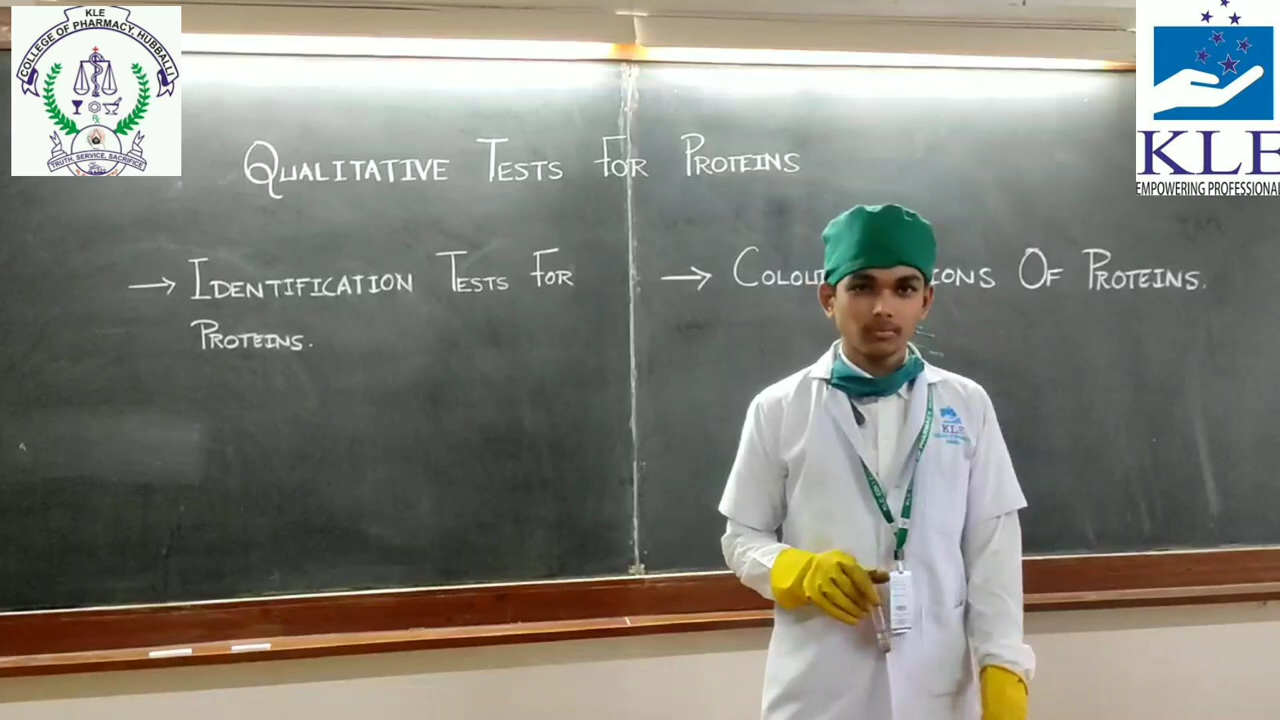 KLE
COLLEGE OF PHARMACY, HUBBALLI
TRUTH, SERVICE, SACRIFICE
KLE
EMPOWERING PROFESSIONAL
QUALITATIVE TESTS FOR PROTEINS
→ IDENTIFICATION TESTS FOR
PROTEINS.
→ COLOU IONS OF PROTEINS.
KLE